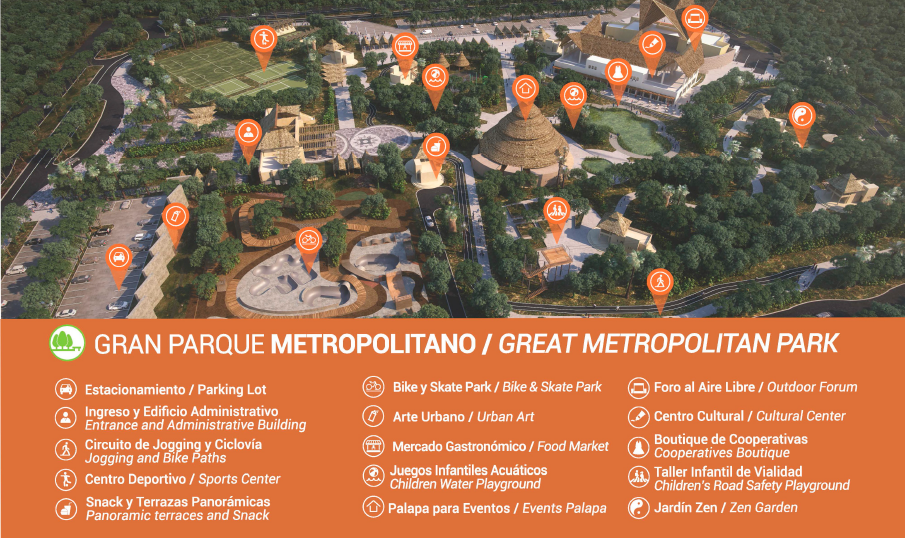 GRAN PARQUE METROPOLITANO / GREAT METROPOLITAN PARK
Estacionamiento / Parking Lot
Ingreso y Edificio Administrativo
Entrance and Administrative Building
Circuito de Jogging y Ciclovía
Jogging and Bike Paths
Centro Deportivo / Sports Center
Snack y Terrazas Panorámicas
Panoramic terraces and Snack
Bike y Skate Park / Bike & Skate Park
Arte Urbano / Urban Art
Mercado Gastronómico / Food Market
Juegos Infantiles Acuáticos
Children Water Playground
Palapa para Eventos / Events Palapa
Foro al Aire Libre / Outdoor Forum
Centro Cultural / Cultural Center
Boutique de Cooperativas
Cooperatives Boutique
Taller Infantil de Vialidad
Children's Road Safety Playground
Jardín Zen / Zen Garden